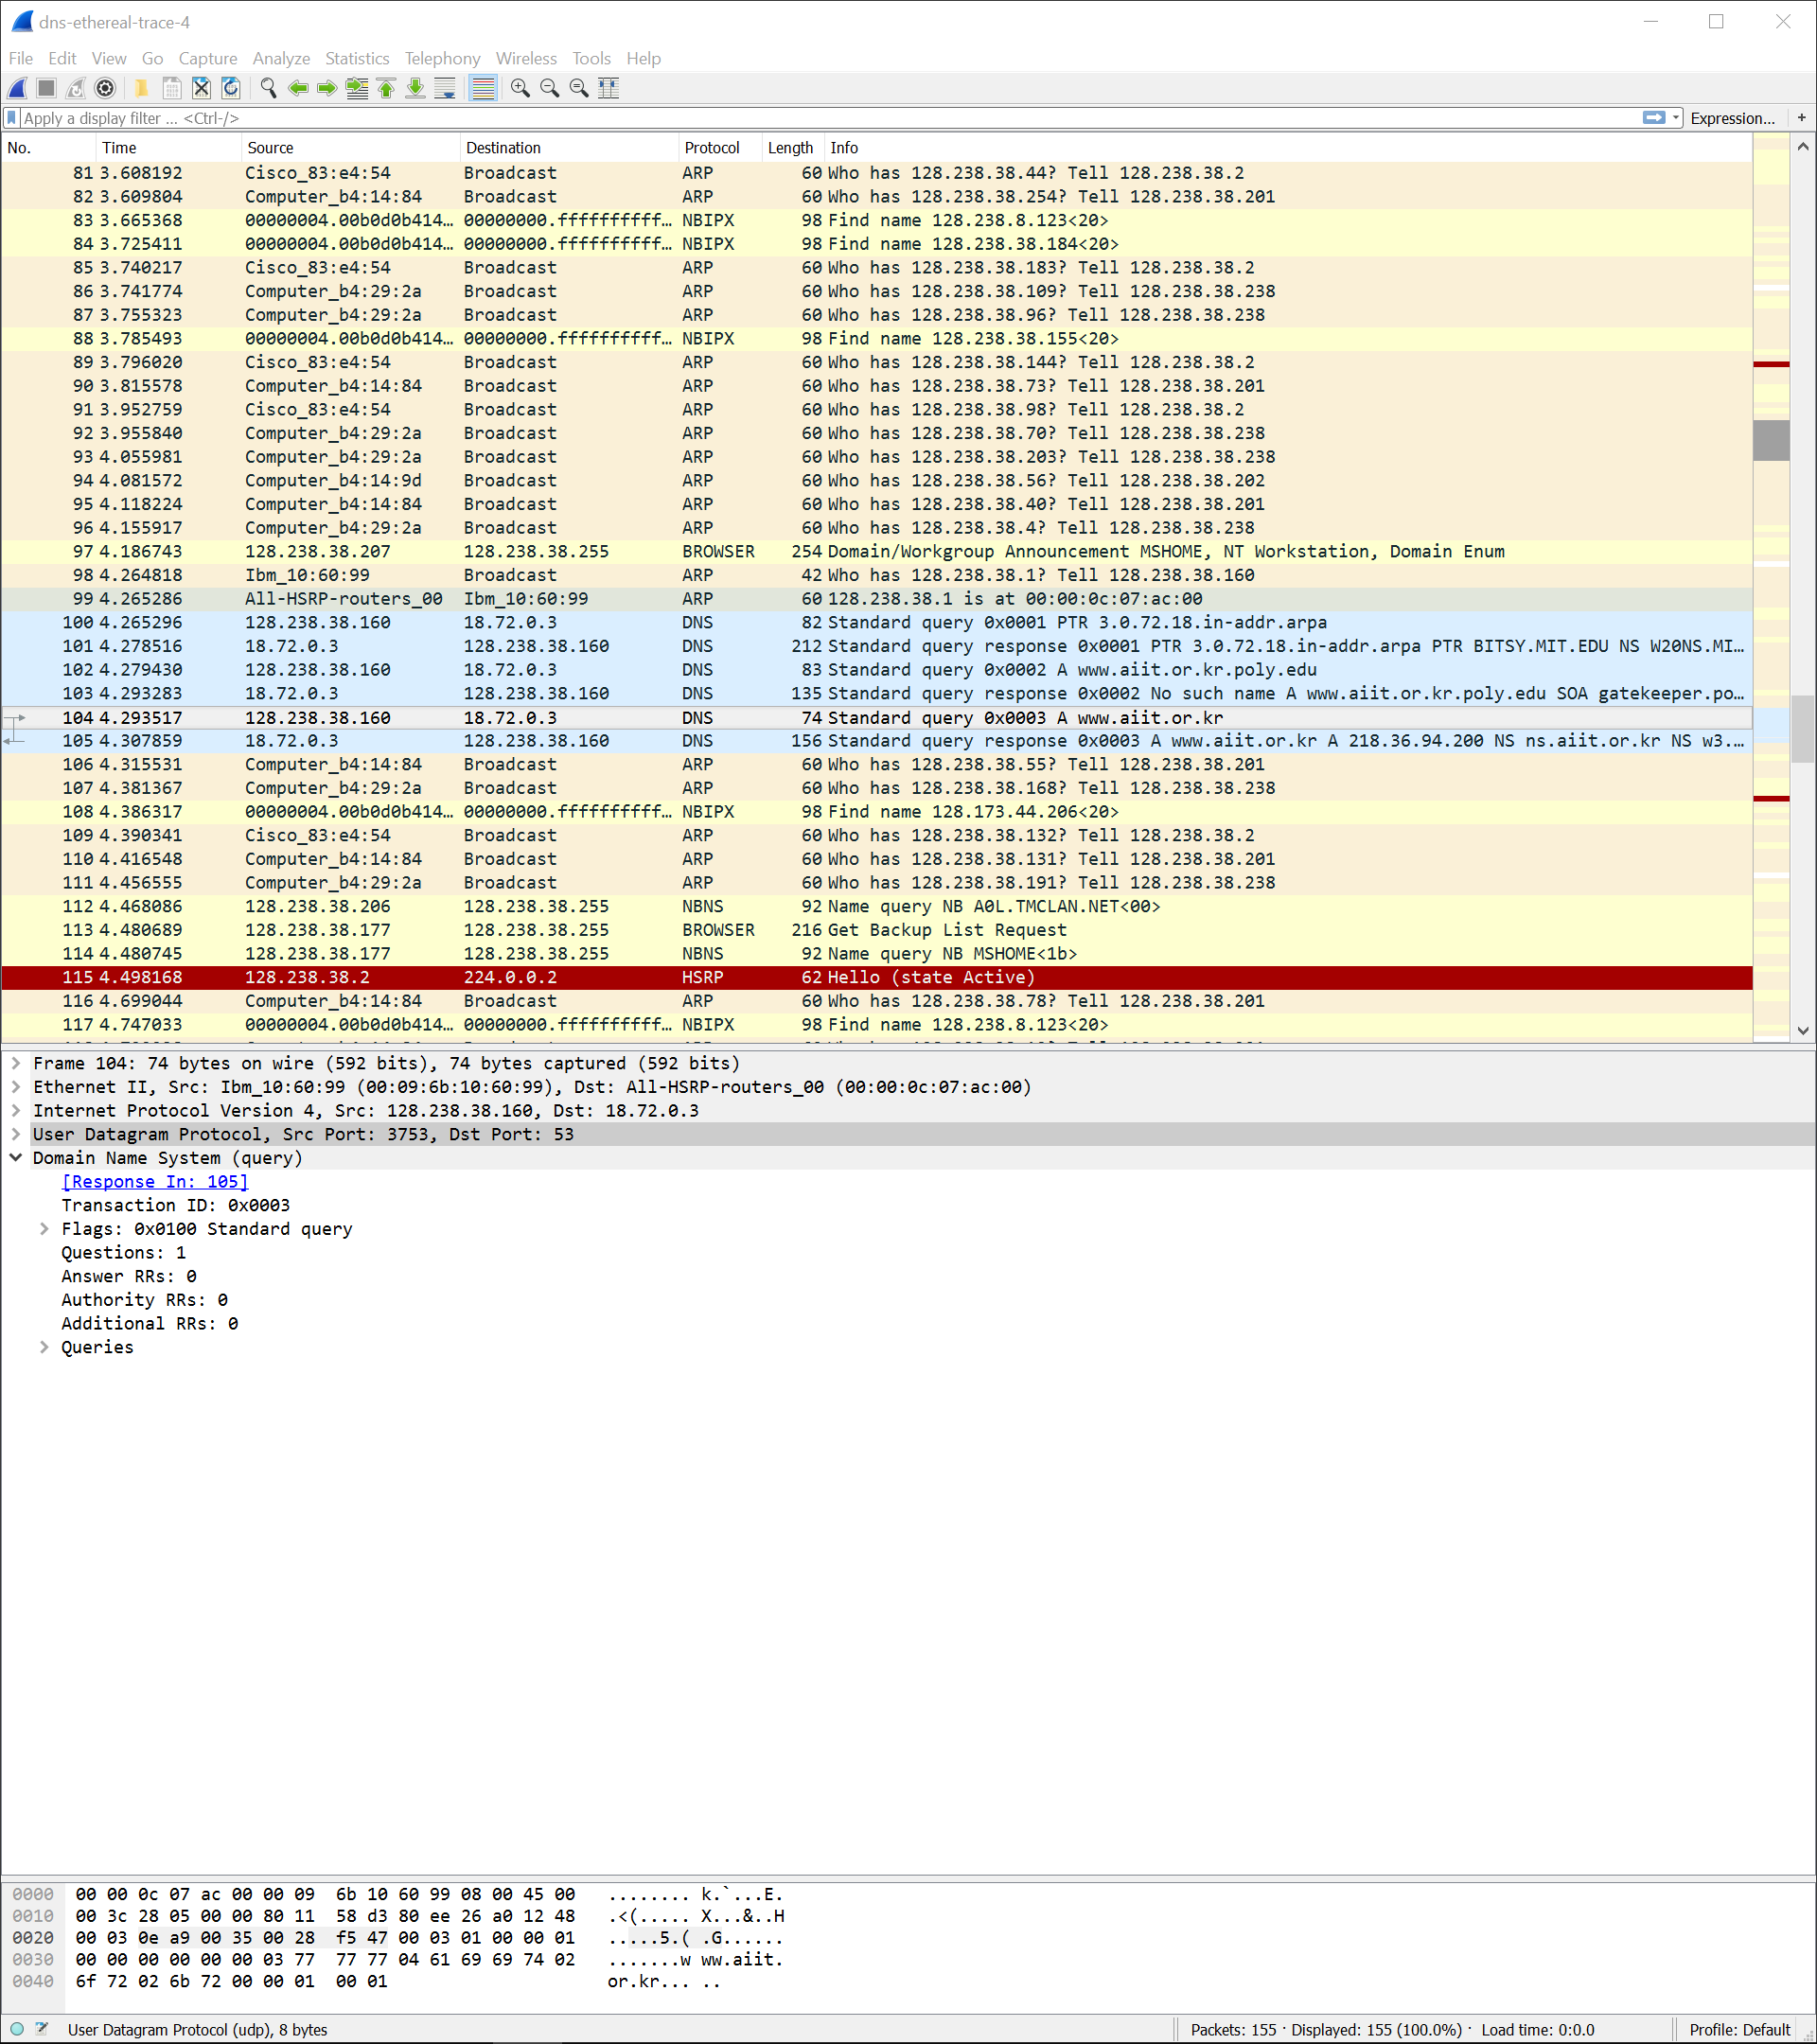 dns-ethereal-trace-4
File Edit View Go Capture Analyze Statistics Telephony Wireless Tools Help
Apply a display filter ... <Ctrl-/> Expression... +
No. Time Source Destination Protocol Length Info
81 3.608192 Cisco_83:e4:54 Broadcast ARP 60 Who has 128.238.38.44? Tell 128.238.38.2
82 3.609804 Computer_b4:14:84 Broadcast ARP 60 Who has 128.238.38.254? Tell 128.238.38.201
83 3.665368 00000004.00b0d0b414… 00000000.ffffffffff… NBIPX 98 Find name 128.238.8.123<20>
84 3.725411 00000004.00b0d0b414… 00000000.ffffffffff… NBIPX 98 Find name 128.238.38.184<20>
85 3.740217 Cisco_83:e4:54 Broadcast ARP 60 Who has 128.238.38.183? Tell 128.238.38.2
86 3.741774 Computer_b4:29:2a Broadcast ARP 60 Who has 128.238.38.109? Tell 128.238.38.238
87 3.755323 Computer_b4:29:2a Broadcast ARP 60 Who has 128.238.38.96? Tell 128.238.38.238
88 3.785493 00000004.00b0d0b414… 00000000.ffffffffff… NBIPX 98 Find name 128.238.38.155<20>
89 3.796020 Cisco_83:e4:54 Broadcast ARP 60 Who has 128.238.38.144? Tell 128.238.38.2
90 3.815578 Computer_b4:14:84 Broadcast ARP 60 Who has 128.238.38.73? Tell 128.238.38.201
91 3.952759 Cisco_83:e4:54 Broadcast ARP 60 Who has 128.238.38.98? Tell 128.238.38.2
92 3.955840 Computer_b4:29:2a Broadcast ARP 60 Who has 128.238.38.70? Tell 128.238.38.238
93 4.055981 Computer_b4:29:2a Broadcast ARP 60 Who has 128.238.38.203? Tell 128.238.38.238
94 4.081572 Computer_b4:14:9d Broadcast ARP 60 Who has 128.238.38.56? Tell 128.238.38.202
95 4.118224 Computer_b4:14:84 Broadcast ARP 60 Who has 128.238.38.40? Tell 128.238.38.201
96 4.155917 Computer_b4:29:2a Broadcast ARP 60 Who has 128.238.38.4? Tell 128.238.38.238
97 4.186743 128.238.38.207 128.238.38.255 BROWSER 254 Domain/Workgroup Announcement MSHOME, NT Workstation, Domain Enum
98 4.264818 Ibm_10:60:99 Broadcast ARP 42 Who has 128.238.38.1? Tell 128.238.38.160
99 4.265286 All-HSRP-routers_00 Ibm_10:60:99 ARP 60 128.238.38.1 is at 00:00:0c:07:ac:00
100 4.265296 128.238.38.160 18.72.0.3 DNS 82 Standard query 0x0001 PTR 3.0.72.18.in-addr.arpa
101 4.278516 18.72.0.3 128.238.38.160 DNS 212 Standard query response 0x0001 PTR 3.0.72.18.in-addr.arpa PTR BITSY.MIT.EDU NS W20NS.MI…
102 4.279430 128.238.38.160 18.72.0.3 DNS 83 Standard query 0x0002 A www.aiit.or.kr.poly.edu
103 4.293283 18.72.0.3 128.238.38.160 DNS 135 Standard query response 0x0002 No such name A www.aiit.or.kr.poly.edu SOA gatekeeper.po…
104 4.293517 128.238.38.160 18.72.0.3 DNS 74 Standard query 0x0003 A www.aiit.or.kr
105 4.307859 18.72.0.3 128.238.38.160 DNS 156 Standard query response 0x0003 A www.aiit.or.kr A 218.36.94.200 NS ns.aiit.or.kr NS w3.…
106 4.315531 Computer_b4:14:84 Broadcast ARP 60 Who has 128.238.38.55? Tell 128.238.38.201
107 4.381367 Computer_b4:29:2a Broadcast ARP 60 Who has 128.238.38.168? Tell 128.238.38.238
108 4.386317 00000004.00b0d0b414… 00000000.ffffffffff… NBIPX 98 Find name 128.173.44.206<20>
109 4.390341 Cisco_83:e4:54 Broadcast ARP 60 Who has 128.238.38.132? Tell 128.238.38.2
110 4.416548 Computer_b4:14:84 Broadcast ARP 60 Who has 128.238.38.131? Tell 128.238.38.201
111 4.456555 Computer_b4:29:2a Broadcast ARP 60 Who has 128.238.38.191? Tell 128.238.38.238
112 4.468086 128.238.38.206 128.238.38.255 NBNS 92 Name query NB A0L.TMCLAN.NET<00>
113 4.480689 128.238.38.177 128.238.38.255 BROWSER 216 Get Backup List Request
114 4.480745 128.238.38.177 128.238.38.255 NBNS 92 Name query NB MSHOME<1b>
115 4.498168 128.238.38.2 224.0.0.2 HSRP 62 Hello (state Active)
116 4.699044 Computer_b4:14:84 Broadcast ARP 60 Who has 128.238.38.78? Tell 128.238.38.201
117 4.747033 00000004.00b0d0b414… 00000000.ffffffffff… NBIPX 98 Find name 128.238.8.123<20>
Frame 104: 74 bytes on wire (592 bits), 74 bytes captured (592 bits)
Ethernet II, Src: Ibm_10:60:99 (00:09:6b:10:60:99), Dst: All-HSRP-routers_00 (00:00:0c:07:ac:00)
Internet Protocol Version 4, Src: 128.238.38.160, Dst: 18.72.0.3
User Datagram Protocol, Src Port: 3753, Dst Port: 53
Domain Name System (query)
[Response In: 105]
Transaction ID: 0x0003
Flags: 0x0100 Standard query
Questions: 1
Answer RRs: 0
Authority RRs: 0
Additional RRs: 0
Queries
0000 00 00 0c 07 ac 00 00 09 6b 10 60 99 08 00 45 00 ........ k.`...E.
0010 00 3c 28 05 00 00 80 11 58 d3 80 ee 26 a0 12 48 .<(..... X...&..H
0020 00 03 0e a9 00 35 00 28 f5 47 00 03 01 00 00 01 .....5.( .G......
0030 00 00 00 00 00 00 03 77 77 77 04 61 69 69 74 02 .......w ww.aiit.
0040 6f 72 02 6b 72 00 00 01 00 01 or.kr... ..
User Datagram Protocol (udp), 8 bytes Packets: 155 · Displayed: 155 (100.0%) · Load time: 0:0.0 Profile: Default